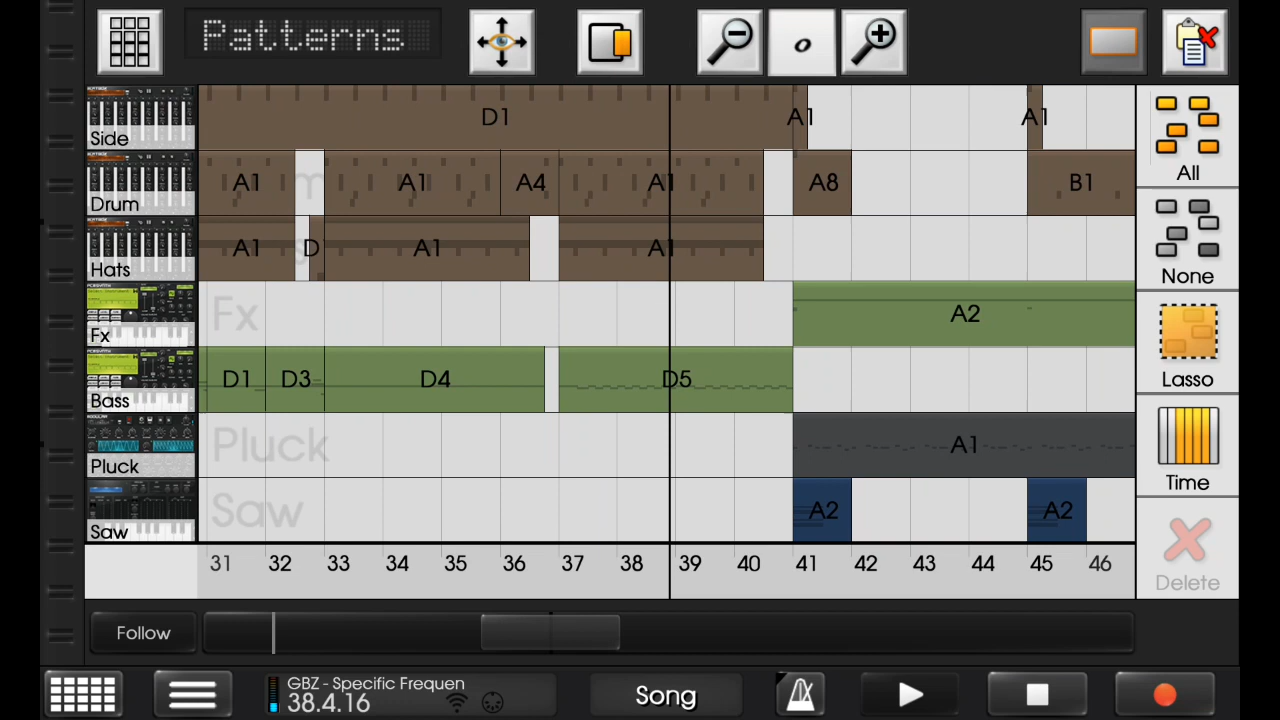 Patterns
o
Side
D1
A1
A1
All
Drum
A1
A1
A4
A1
A8
B1
Hats
A1
D
A1
A1
None
Fx
Fx
A2
Lasso
Bass
D1
D3
D4
D5
Pluck
Pluck
A1
Time
Saw
Saw
A2
A2
31 32 33 34 35 36 37 38 39 40 41 42 43 44 45 46
Delete
Follow
GBZ - Specific Frequen
38.4.16
Song